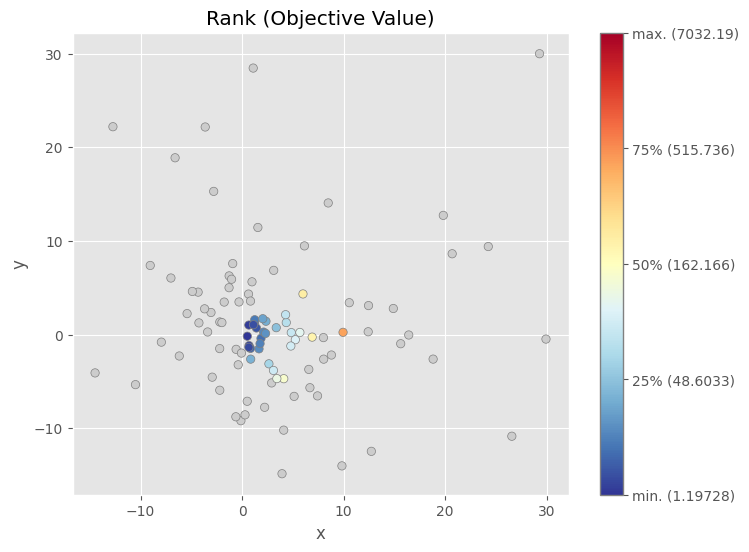 Rank (Objective Value)
30
20
10
0
−10
y
−10
0
10
20
30
x
max. (7032.19)
75% (515.736)
50% (162.166)
25% (48.6033)
min. (1.19728)